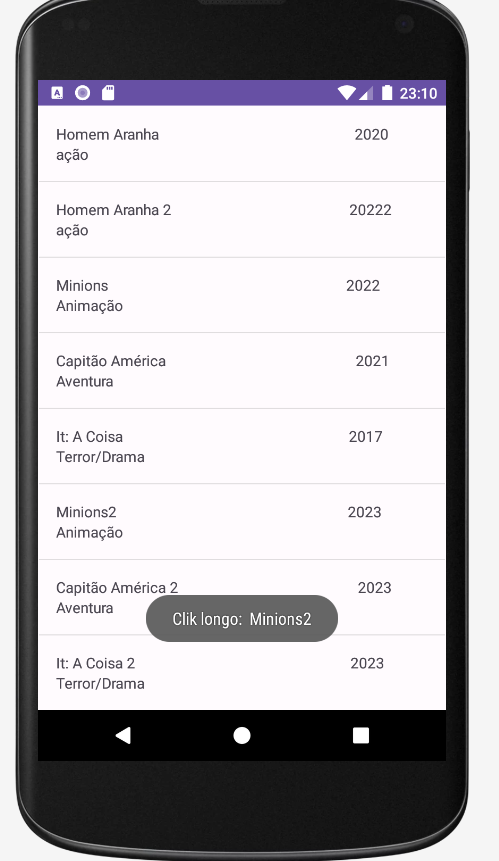 23:10
Homem Aranha 2020
ação
Homem Aranha 2 20222
ação
Minions 2022
Animação
Capitão América 2021
Aventura
It: A Coisa 2017
Terror/Drama
Minions2 2023
Animação
Capitão América 2 2023
Aventura
Clik longo: Minions2
It: A Coisa 2 2023
Terror/Drama